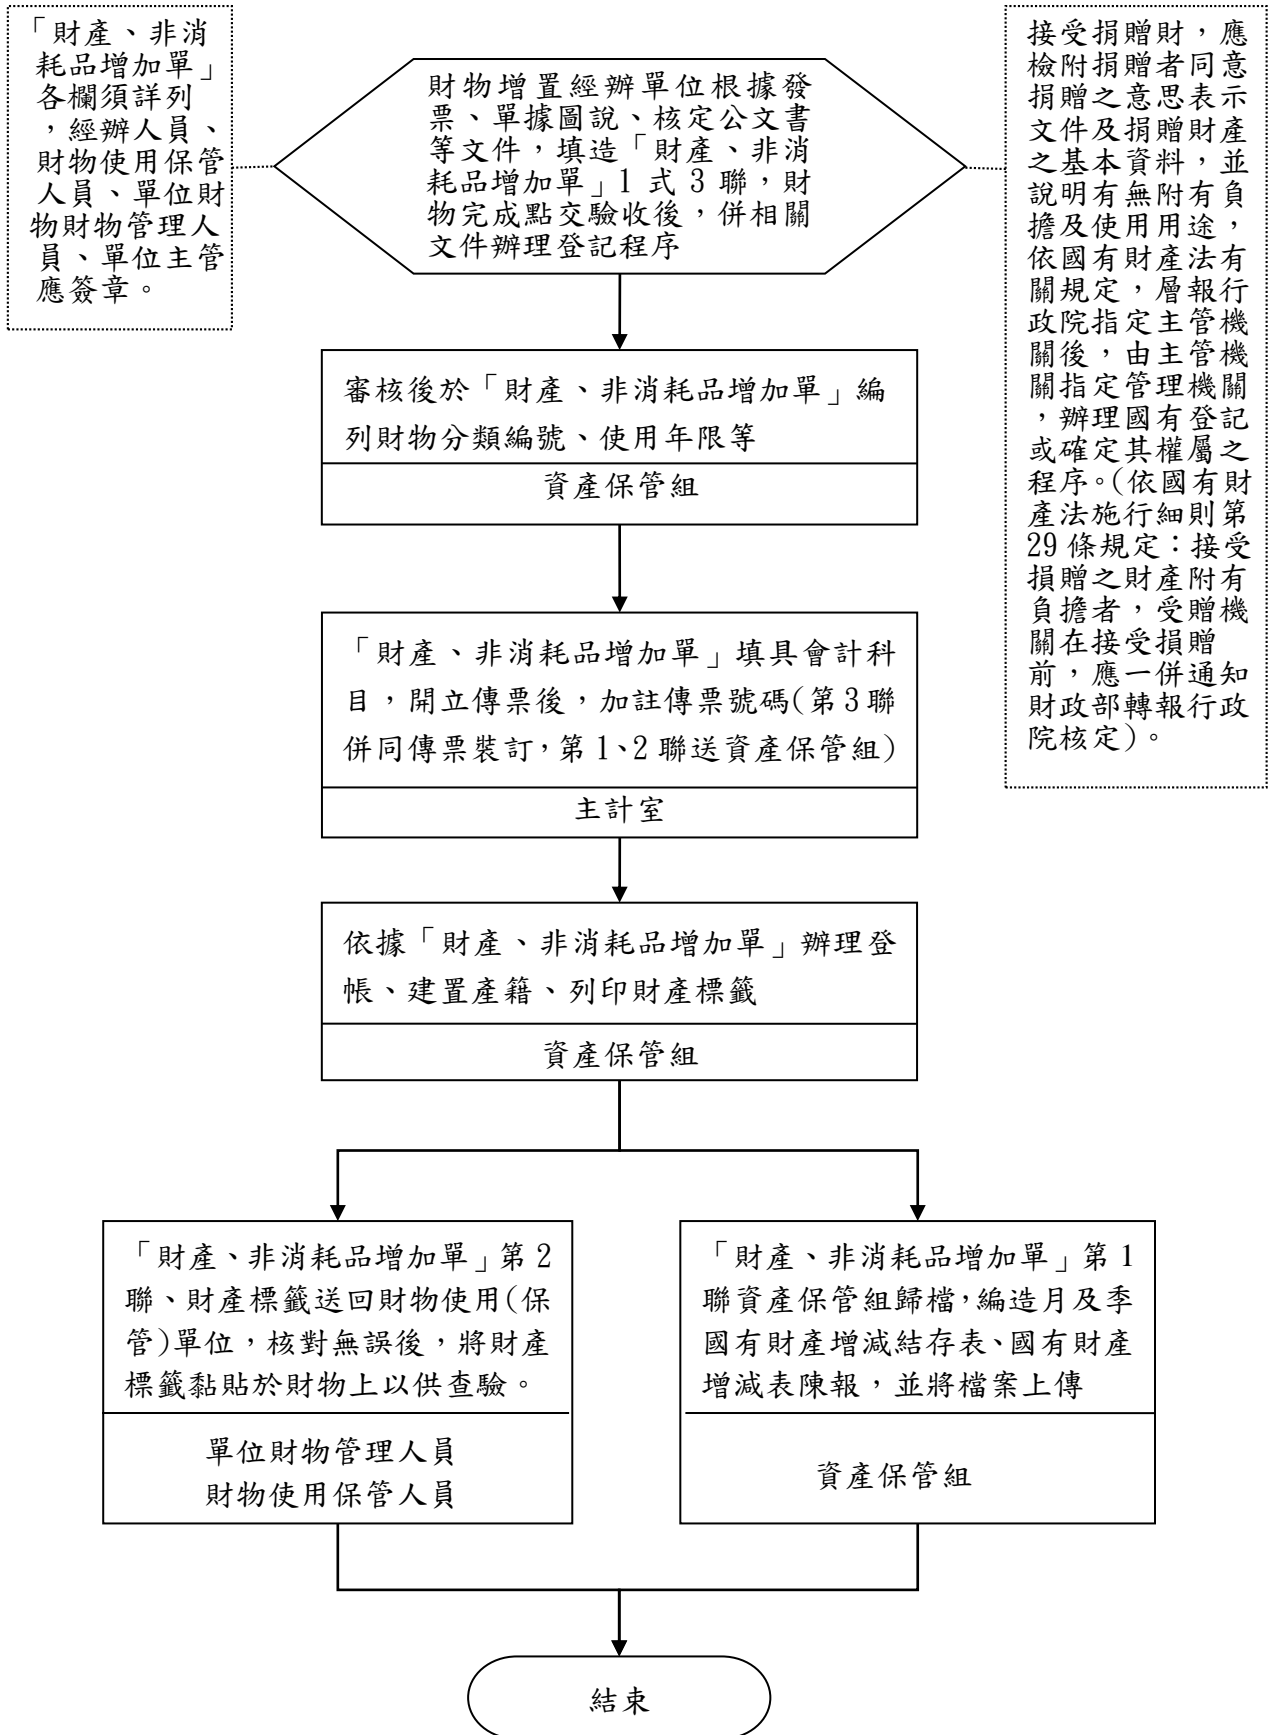 「財產、非消
耗品增加單」
各欄須詳列
，經辦人員、
財物使用保管
人員、單位財
物財物管理人
員、單位主管
應簽章。
財物增置經辦單位根據發
票、單據圖說、核定公文書
等文件，填造「財產、非消
耗品增加單」1 式 3 聯，財
物完成點交驗收後，併相關
文件辦理登記程序
接受捐贈財，應
檢附捐贈者同意
捐贈之意思表示
文件及捐贈財產
之基本資料，並
說明有無附有負
擔及使用用途，
依國有財產法有
關規定，層報行
政院指定主管機
關後，由主管機
關指定管理機關
，辦理國有登記
或確定其權屬之
程序。(依國有財
產法施行細則第
29 條規定：接受
捐贈之財產附有
負擔者，受贈機
關在接受捐贈
前，應一併通知
財政部轉報行政
院核定)。
審核後於「財產、非消耗品增加單」編
列財物分類編號、使用年限等
資產保管組
「財產、非消耗品增加單」填具會計科
目，開立傳票後，加註傳票號碼(第 3 聯
併同傳票裝訂，第 1、2 聯送資產保管組)
主計室
依據「財產、非消耗品增加單」辦理登
帳、建置產籍、列印財產標籤
資產保管組
「財產、非消耗品增加單」第 2
聯、財產標籤送回財物使用(保
管)單位，核對無誤後，將財產
標籤黏貼於財物上以供查驗。
單位財物管理人員
財物使用保管人員
「財產、非消耗品增加單」第 1
聯資產保管組歸檔，編造月及季
國有財產增減結存表、國有財產
增減表陳報，並將檔案上傳
資產保管組
結束